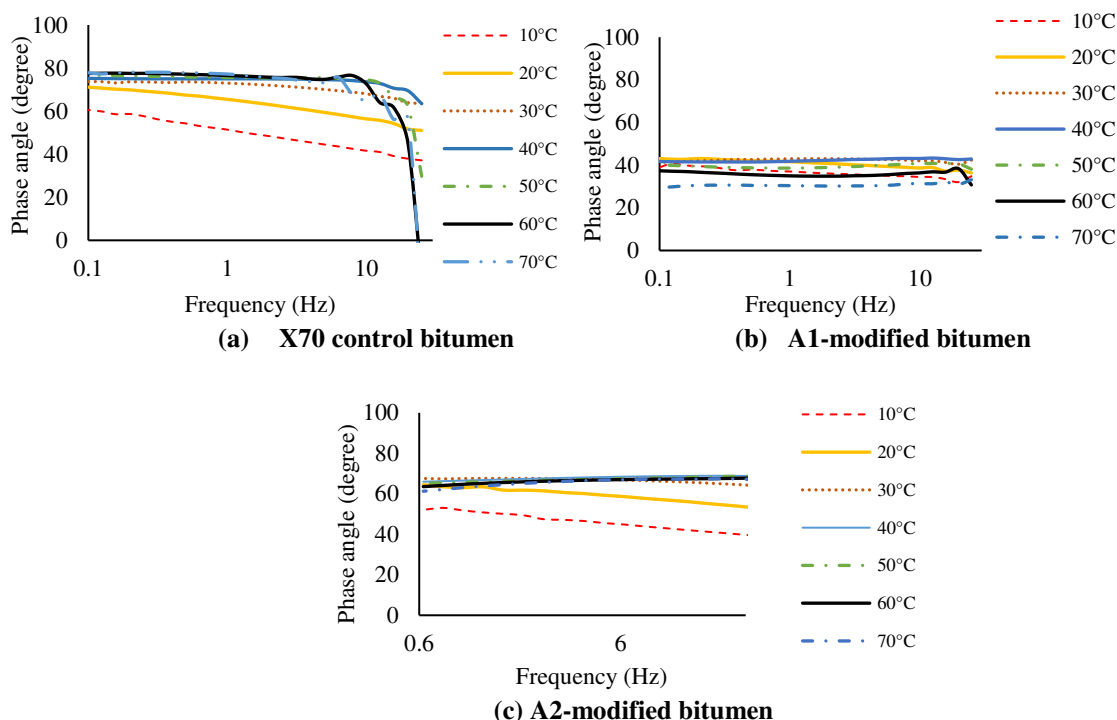 Phase angle (degree)
100
80
60
40
20
0
0.1
1
10
Frequency (Hz)
10°C
20°C
30°C
40°C
50°C
60°C
70°C
(a) X70 control bitumen
Phase angle (degree)
100
80
60
40
20
0
0.1
1
10
Frequency (Hz)
10°C
20°C
30°C
40°C
50°C
60°C
70°C
(b) A1-modified bitumen
Phase angle (degree)
100
80
60
40
20
0
0.6
6
Frequency (Hz)
10°C
20°C
30°C
40°C
50°C
60°C
70°C
(c) A2-modified bitumen